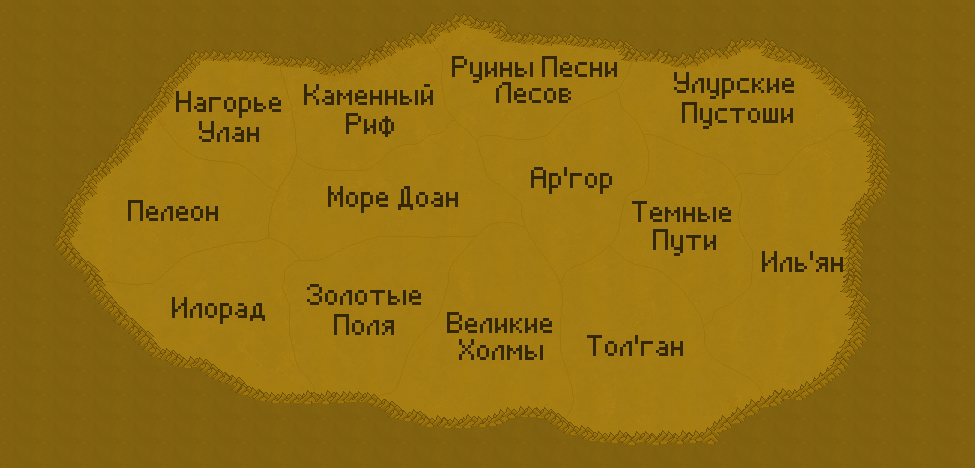 Нагорье
Улан
Каменный
Риф
Руины Песни
Лесов
Улурские
Пустоши
Пелеон
Море Доан
Ар'гор
Темные
Пути
Иль'ян
Илорад
Золотые
Поля
Великие
Холмы
Тол'ган